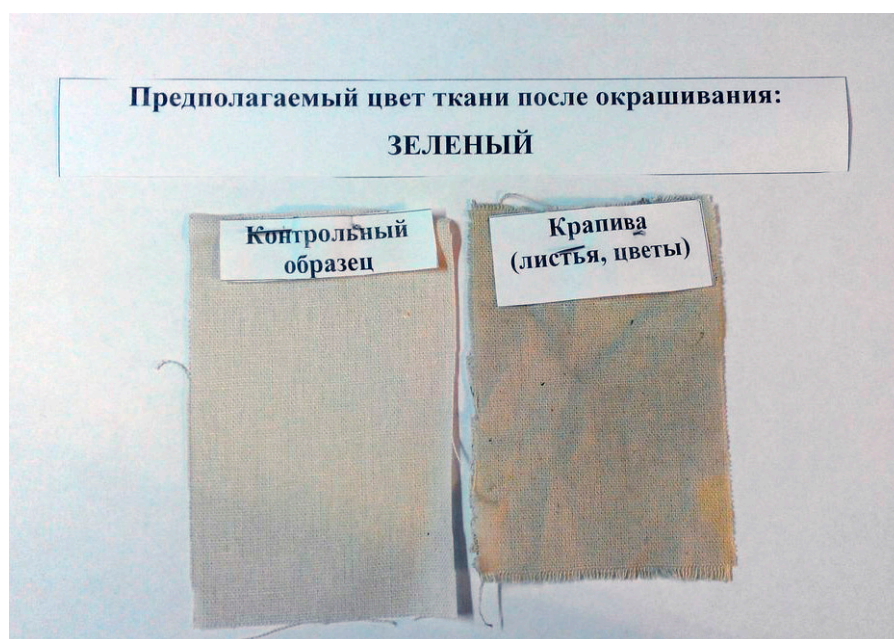 Предполагаемый цвет ткани после окрашивания:
ЗЕЛЕНЫЙ
Контрольный
образец
Крапива
(листья, цветы)